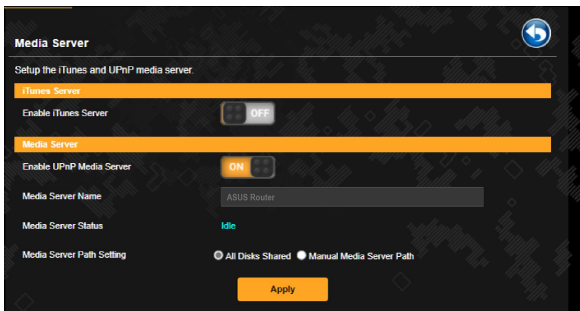 Media Server
Setup the iTunes and UPnP media server.
iTunes Server
Enable iTunes Server OFF
Media Server
Enable UPnP Media Server ON
Media Server Name ASUS Router
Media Server Status Idle
Media Server Path Setting All Disks Shared Manual Media Server Path
Apply